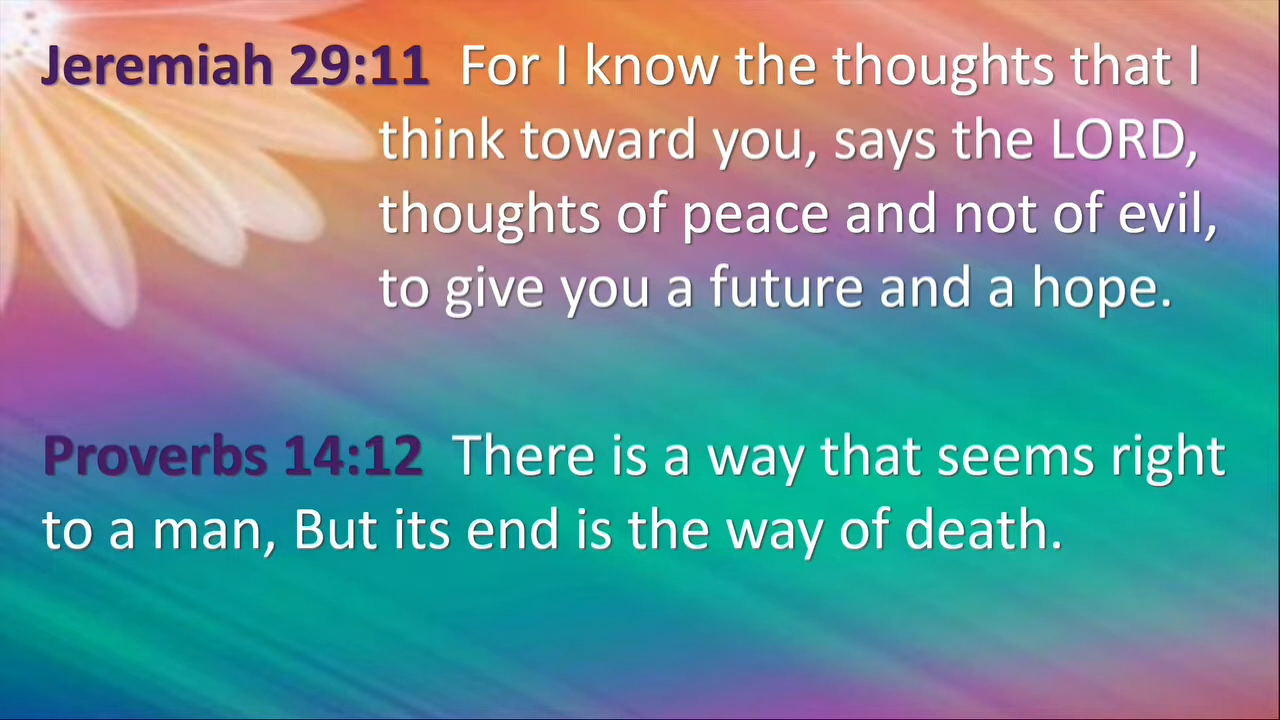 Jeremiah 29:11 For I know the thoughts that I
think toward you, says the LORD,
thoughts of peace and not of evil,
to give you a future and a hope.
Proverbs 14:12 There is a way that seems right
to a man, But its end is the way of death.